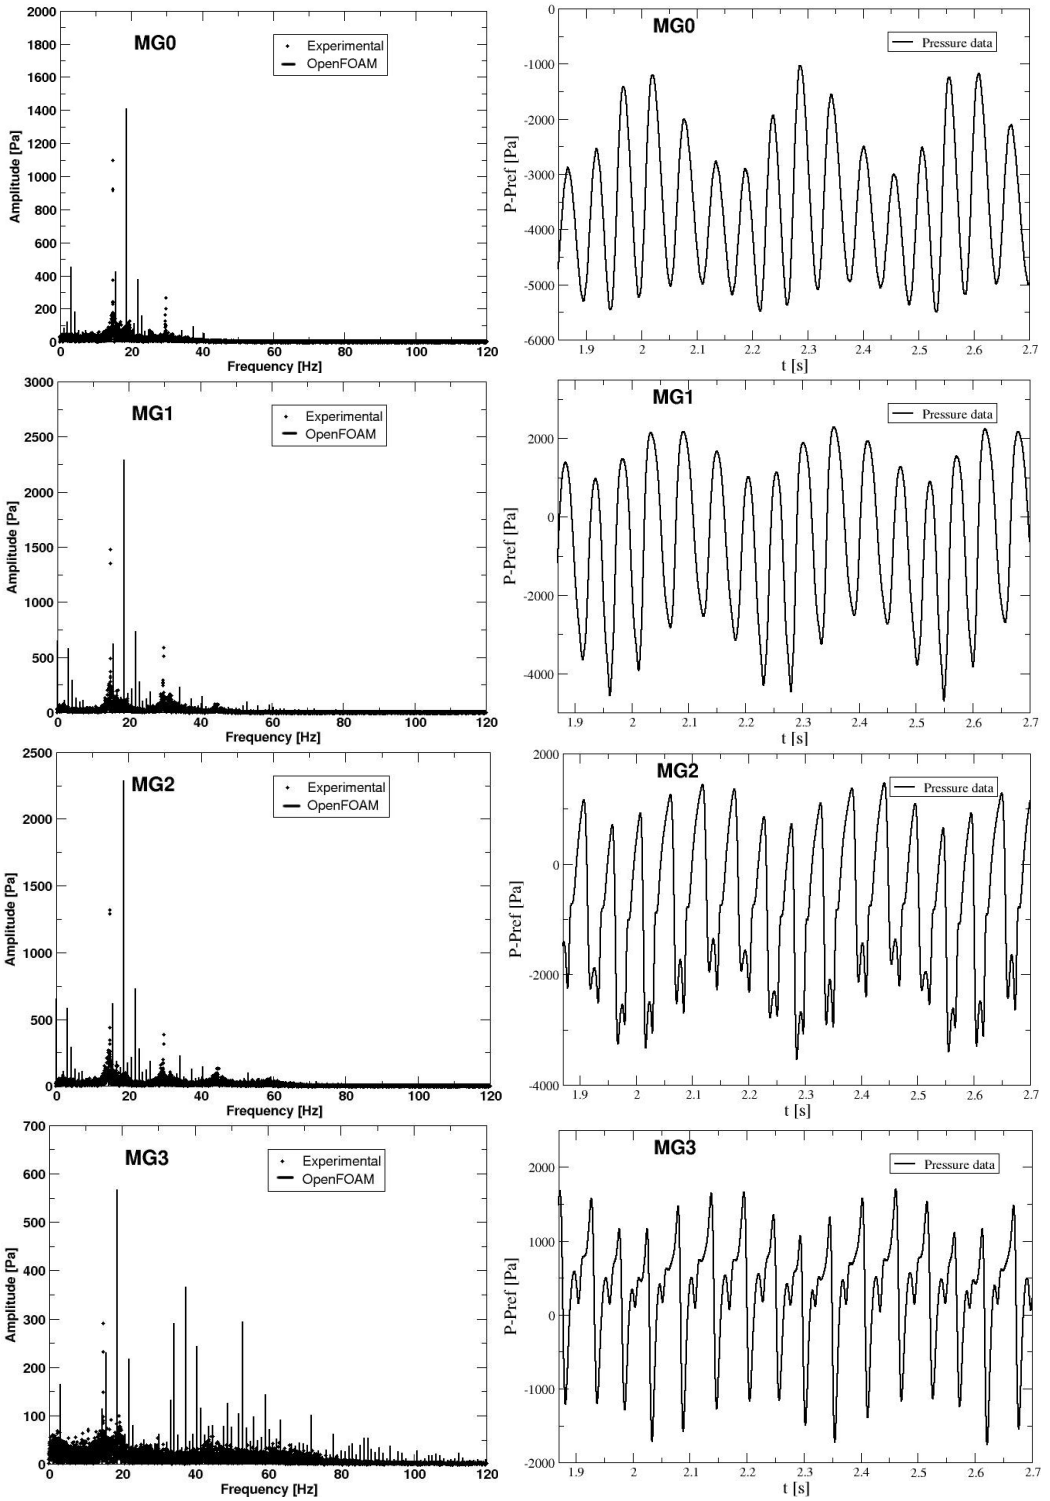 MG0
Experimental
OpenFOAM
Amplitude [Pa]
2000
1800
1600
1400
1200
1000
800
600
400
200
0
0 20 40 60 80 100 120
Frequency [Hz]
MG0
Pressure data
P-Pref [Pa]
0
-1000
-2000
-3000
-4000
-5000
-6000
1.9 2 2.1 2.2 2.3 2.4 2.5 2.6 2.7
t [s]
MG1
Experimental
OpenFOAM
Amplitude [Pa]
3000
2500
2000
1500
1000
500
0
0 20 40 60 80 100 120
Frequency [Hz]
MG1
Pressure data
P-Pref [Pa]
2000
0
-2000
-4000
1.9 2 2.1 2.2 2.3 2.4 2.5 2.6 2.7
t [s]
MG2
Experimental
OpenFOAM
Amplitude [Pa]
2500
2000
1500
1000
500
0
0 20 40 60 80 100 120
Frequency [Hz]
MG2
Pressure data
P-Pref [Pa]
2000
0
-2000
-4000
1.9 2 2.1 2.2 2.3 2.4 2.5 2.6 2.7
t [s]
MG3
Experimental
OpenFOAM
Amplitude [Pa]
700
600
500
400
300
200
100
0
0 20 40 60 80 100 120
Frequency [Hz]
MG3
Pressure data
P-Pref [Pa]
2000
1000
0
-1000
-2000
1.9 2 2.1 2.2 2.3 2.4 2.5 2.6 2.7
t [s]